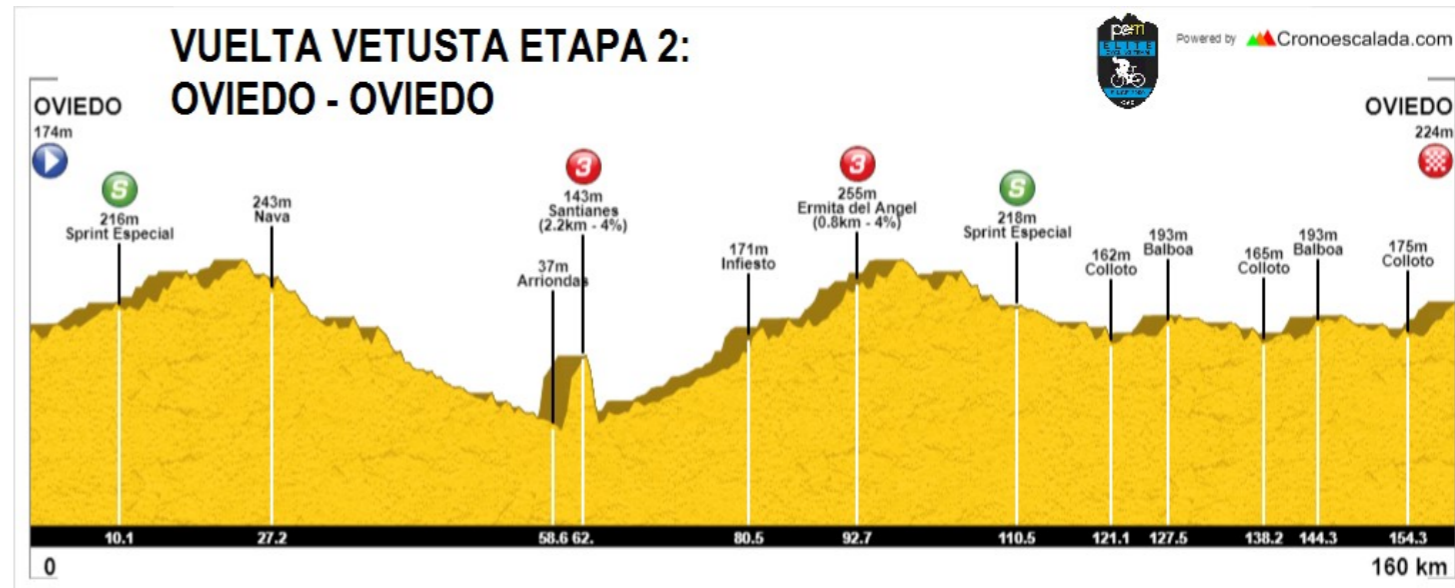 VUELTA VETUSTA ETAPA 2:
OVIEDO - OVIEDO
pem
ELITE
Powered by Cronoescalada.com
OVIEDO
174m
S
216m
Sprint Especial
243m
Nava
37m
Arriondas
3
143m
Santianes
(2.2km - 4%)
171m
Infiesto
3
255m
Ermita del Angel
(0.8km - 4%)
S
218m
Sprint Especial
162m
Colloto
193m
Balboa
165m
Colloto
193m
Balboa
175m
Colloto
OVIEDO
224m
10.1 27.2 58.6 62. 80.5 92.7 110.5 121.1 127.5 138.2 144.3 154.3
0 160 km